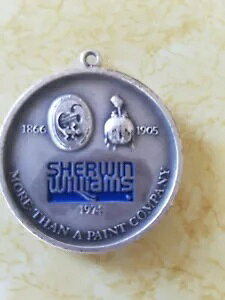 1866 1905
SHERWIN
WILLIAMS
1974
MORE THAN A PAINT COMPANY